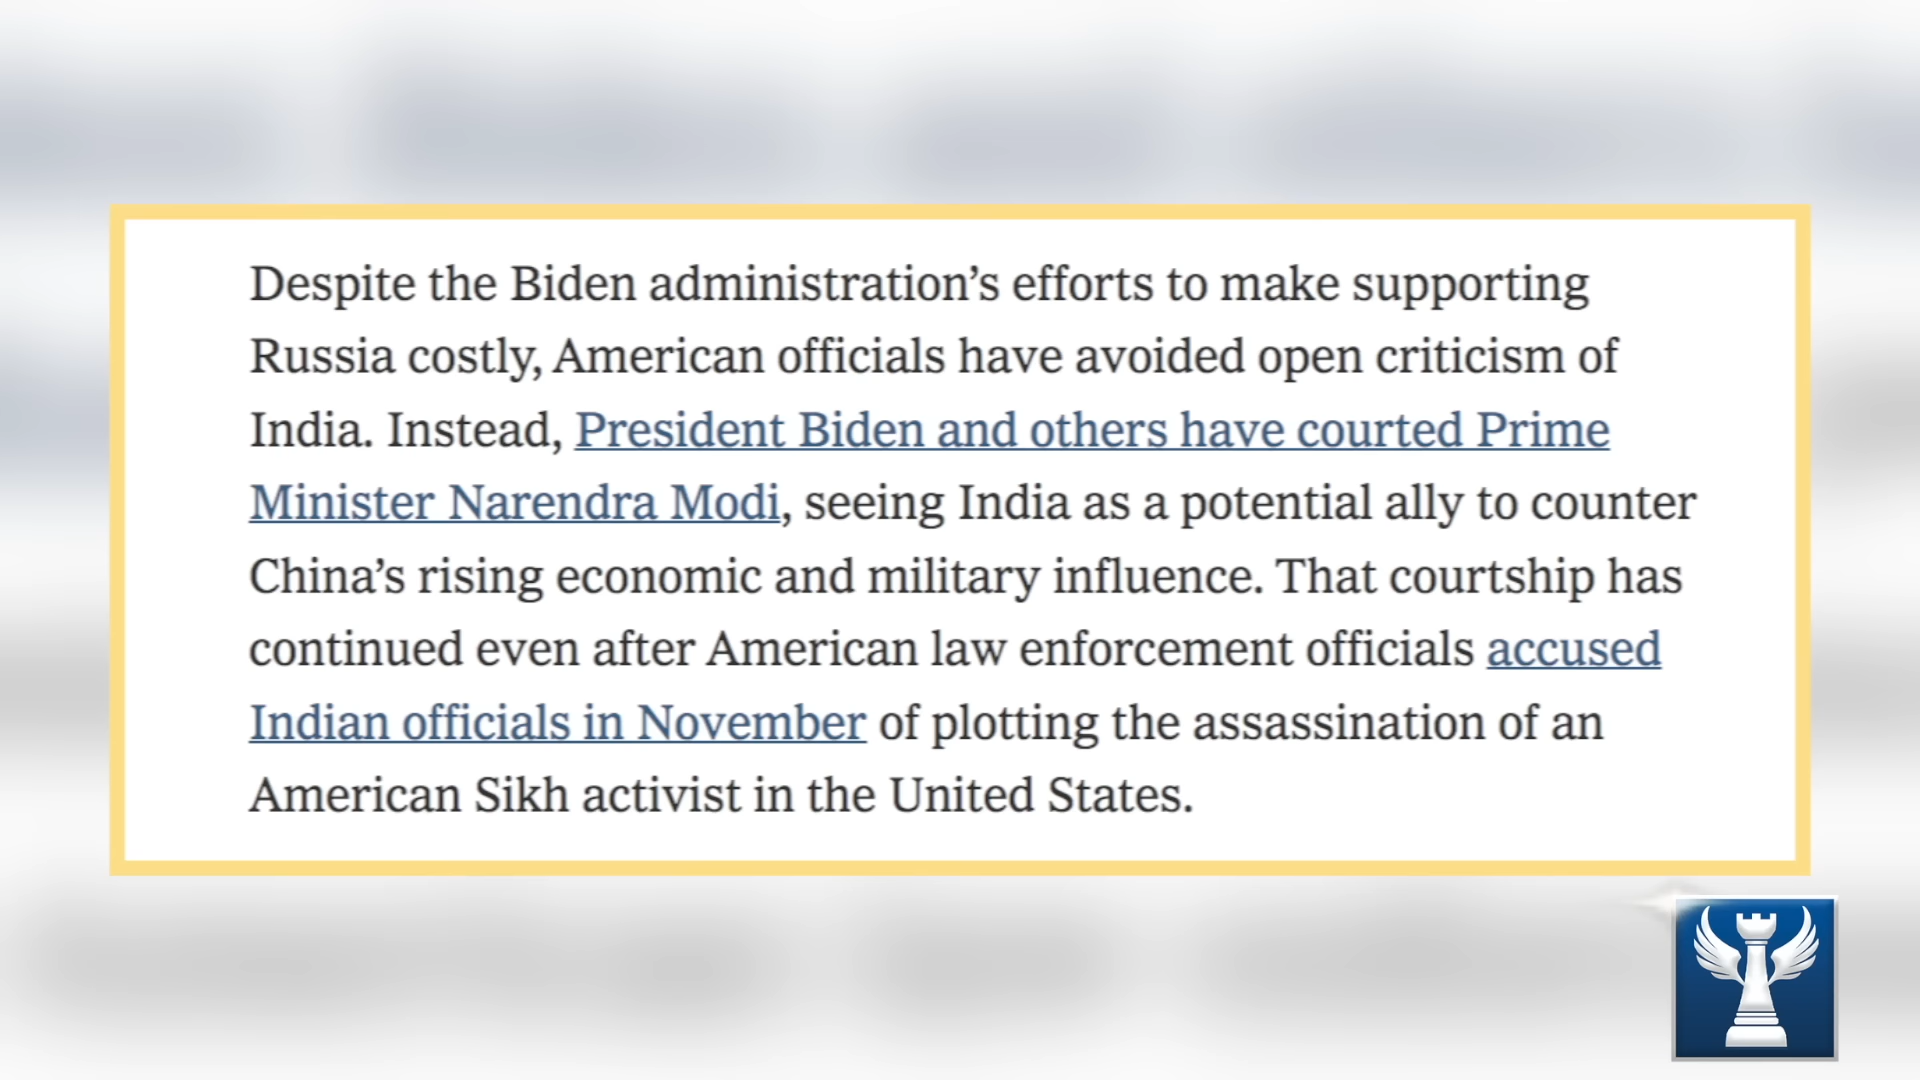 Despite the Biden administration’s efforts to make supporting
Russia costly, American officials have avoided open criticism of
India. Instead, President Biden and others have courted Prime
Minister Narendra Modi, seeing India as a potential ally to counter
China’s rising economic and military influence. That courtship has
continued even after American law enforcement officials accused
Indian officials in November of plotting the assassination of an
American Sikh activist in the United States.